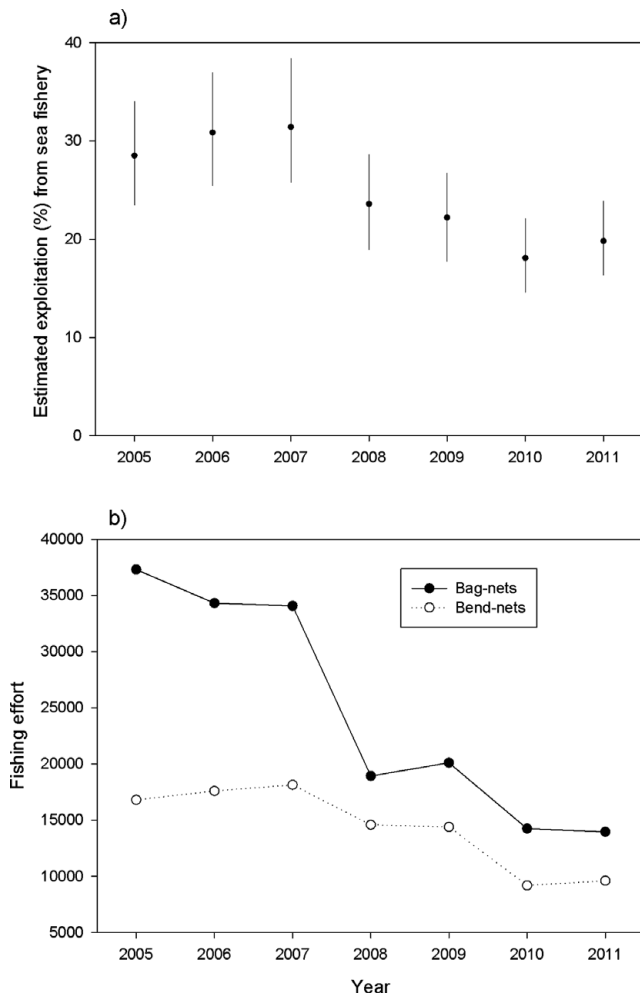 a)
Estimated exploitation (%) from sea fishery
40
30
20
10
0
2005 2006 2007 2008 2009 2010 2011
b)
Fishing effort
40000
35000
30000
25000
20000
15000
10000
5000
Bag-nets
Bend-nets
2005 2006 2007 2008 2009 2010 2011
Year